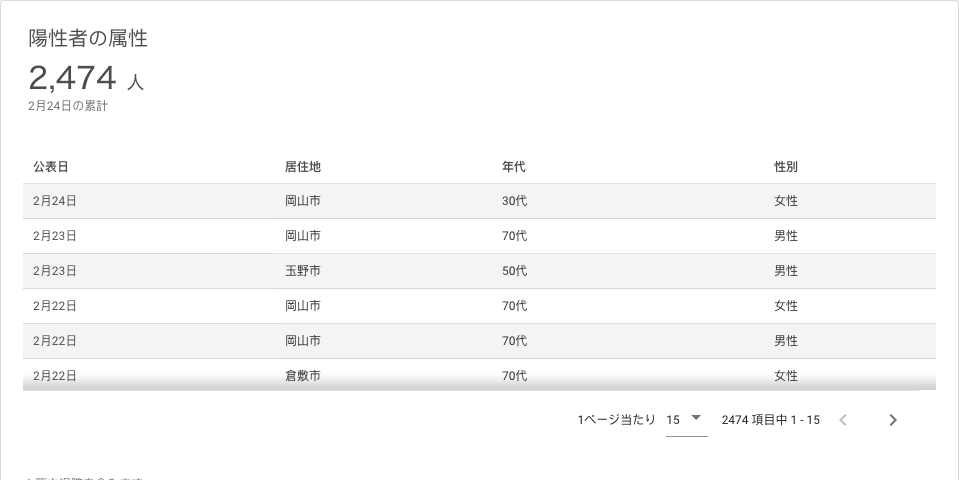 陽性者の属性
2,474 人
2月24日の累計
公表日 居住地 年代 性別
2月24日 岡山市 30代 女性
2月23日 岡山市 70代 男性
2月23日 玉野市 50代 男性
2月22日 岡山市 70代 女性
2月22日 岡山市 70代 男性
2月22日 倉敷市 70代 女性
1ページ当たり 15 2474 項目中 1 - 15